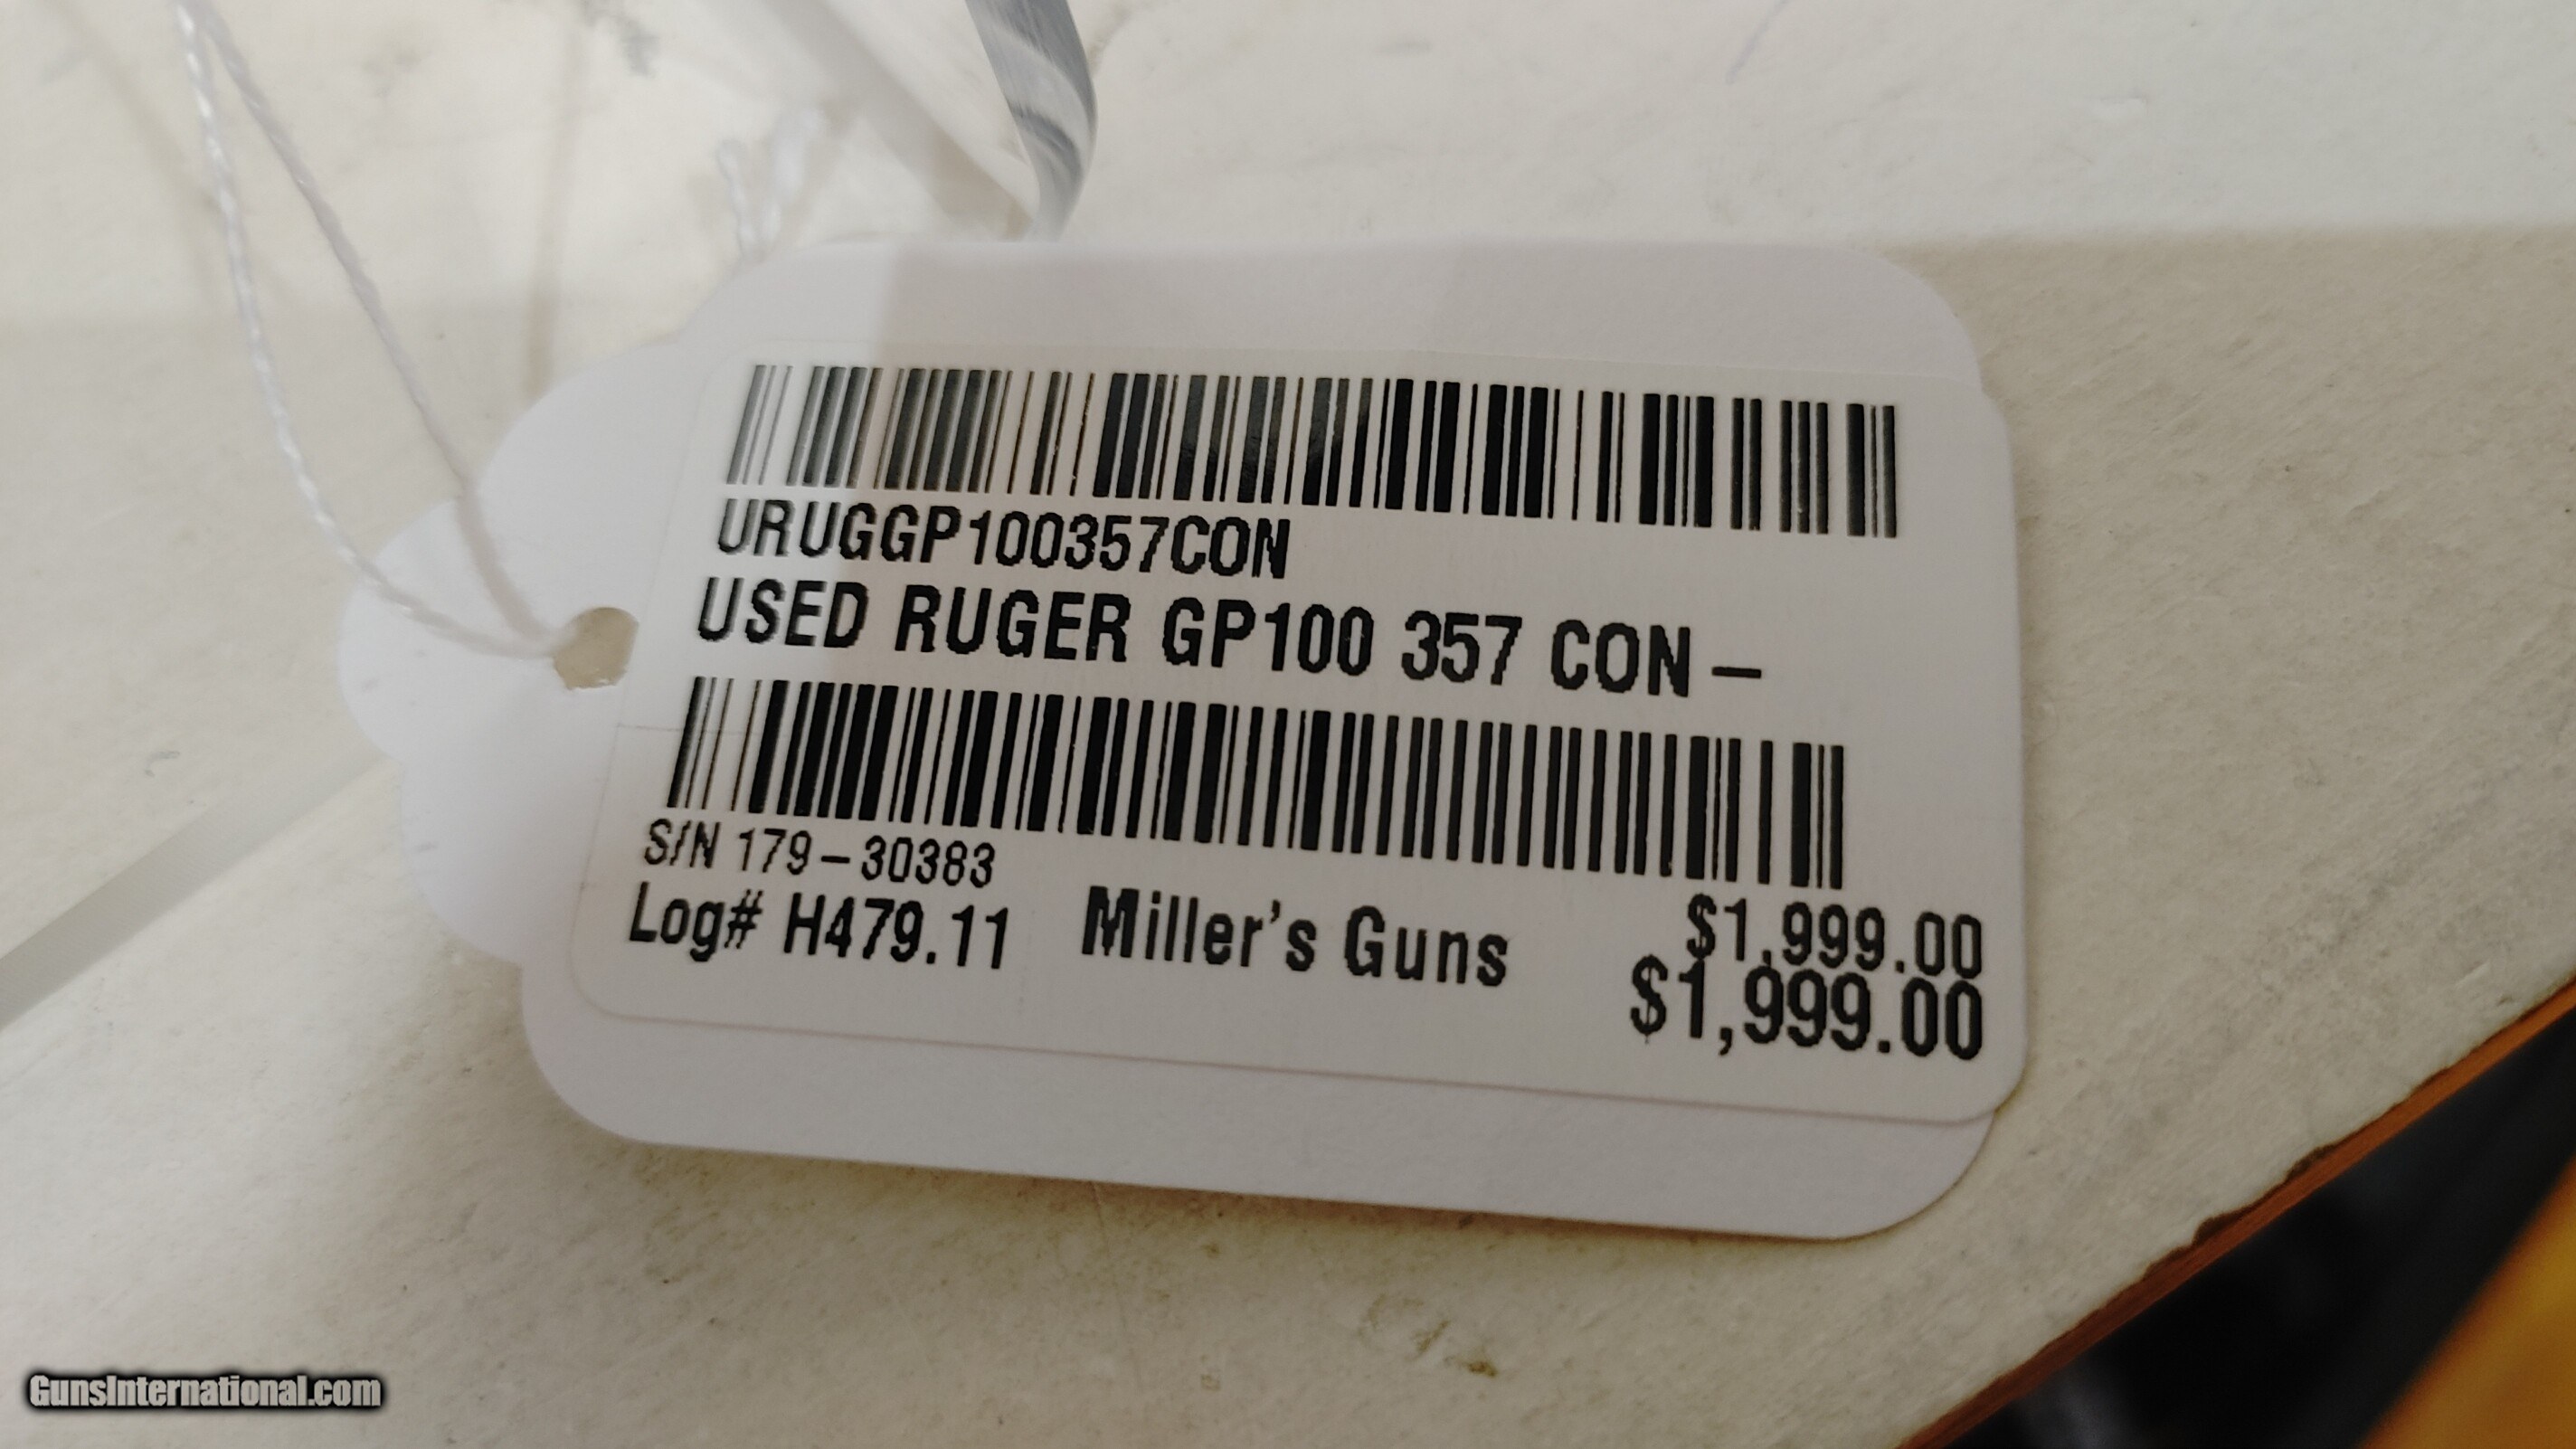 URUGGP100357CON
USED RUGER GP100 357 CON –
S/N 179–30383
Log# H479.11 Miller's Guns $1,999.00
$1,999.00
GunsInternational.com